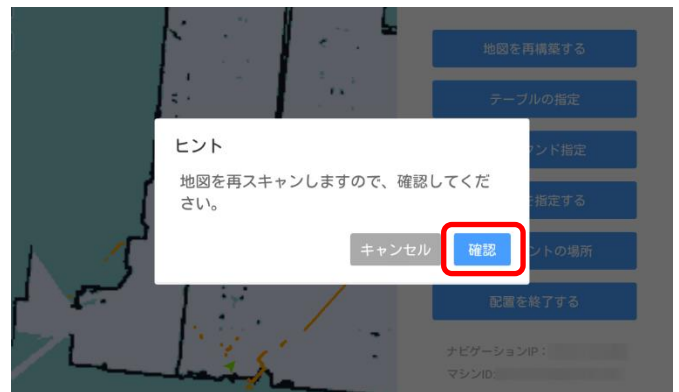 地図を再構築する
テーブルの指定
ヒント
地図を再スキャンしますので、確認してくだ
さい。
ンド指定
指定する
キャンセル
確認
ントの場所
配置を終了する
ナビゲーションIP：
マシンID: